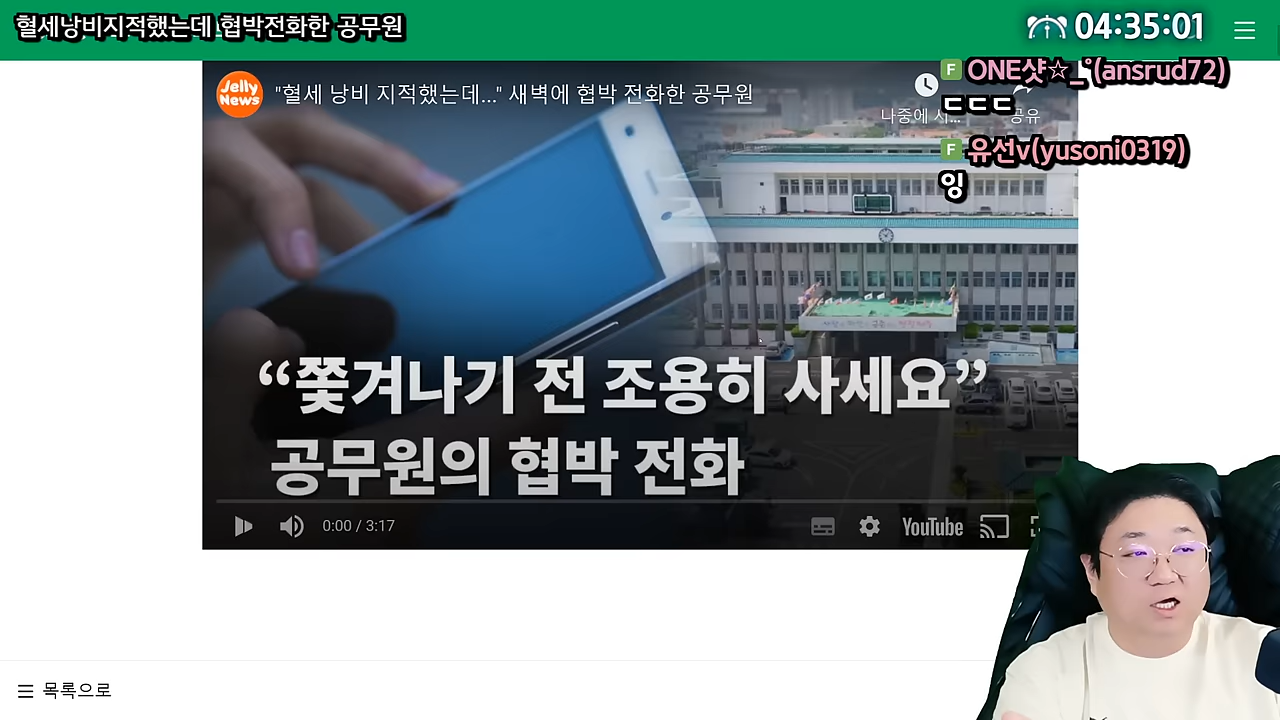 혈세낭비지적했는데 협박전화한 공무원
04:35:01
F ONE샷☆_˚(ansrud72)
ㄷㄷㄷ
F 유선v(yusoni0319)
잉
Jelly
News
"혈세 낭비 지적했는데..." 새벽에 협박 전화한 공무원
나중에 시...
공유
“쫓겨나기 전 조용히 사세요”
공무원의 협박 전화
0:00 / 3:17
YouTube
목록으로